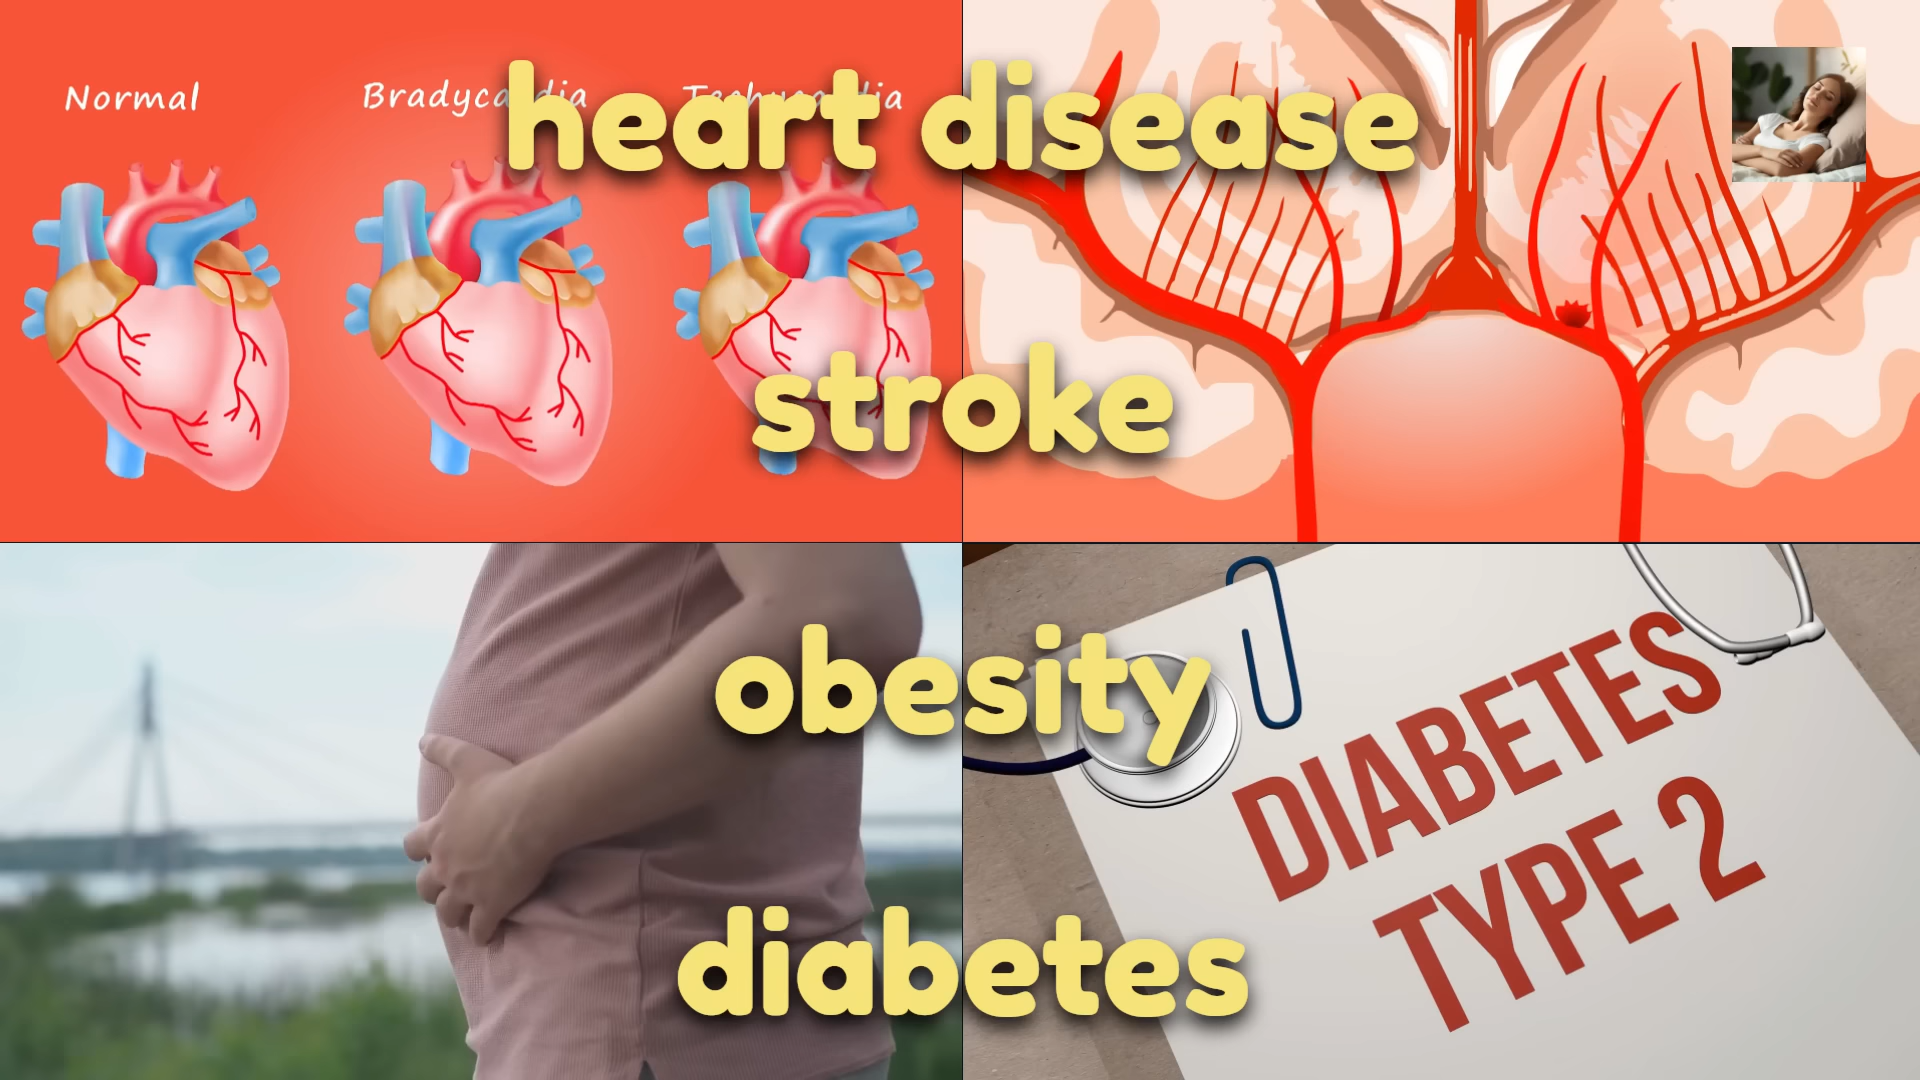 Normal
heart disease
stroke
obesity
diabetes
DIABETES
TYPE 2